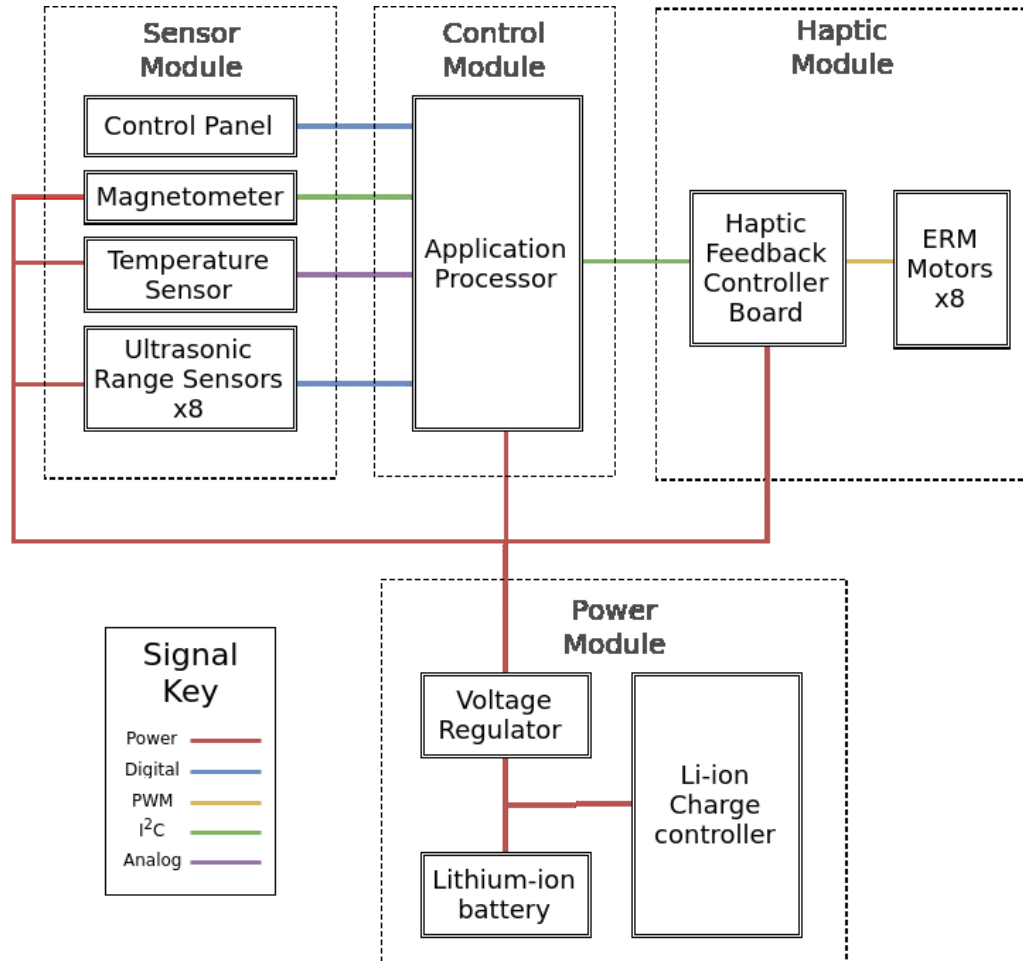 Sensor
Module
Control Panel
Magnetometer
Temperature
Sensor
Ultrasonic
Range Sensors
x8
Control
Module
Application
Processor
Haptic
Module
Haptic
Feedback
Controller
Board
ERM
Motors
x8
Signal
Key
Power
Digital
PWM
I²C
Analog
Power
Module
Voltage
Regulator
Lithium-ion
battery
Li-ion
Charge
controller